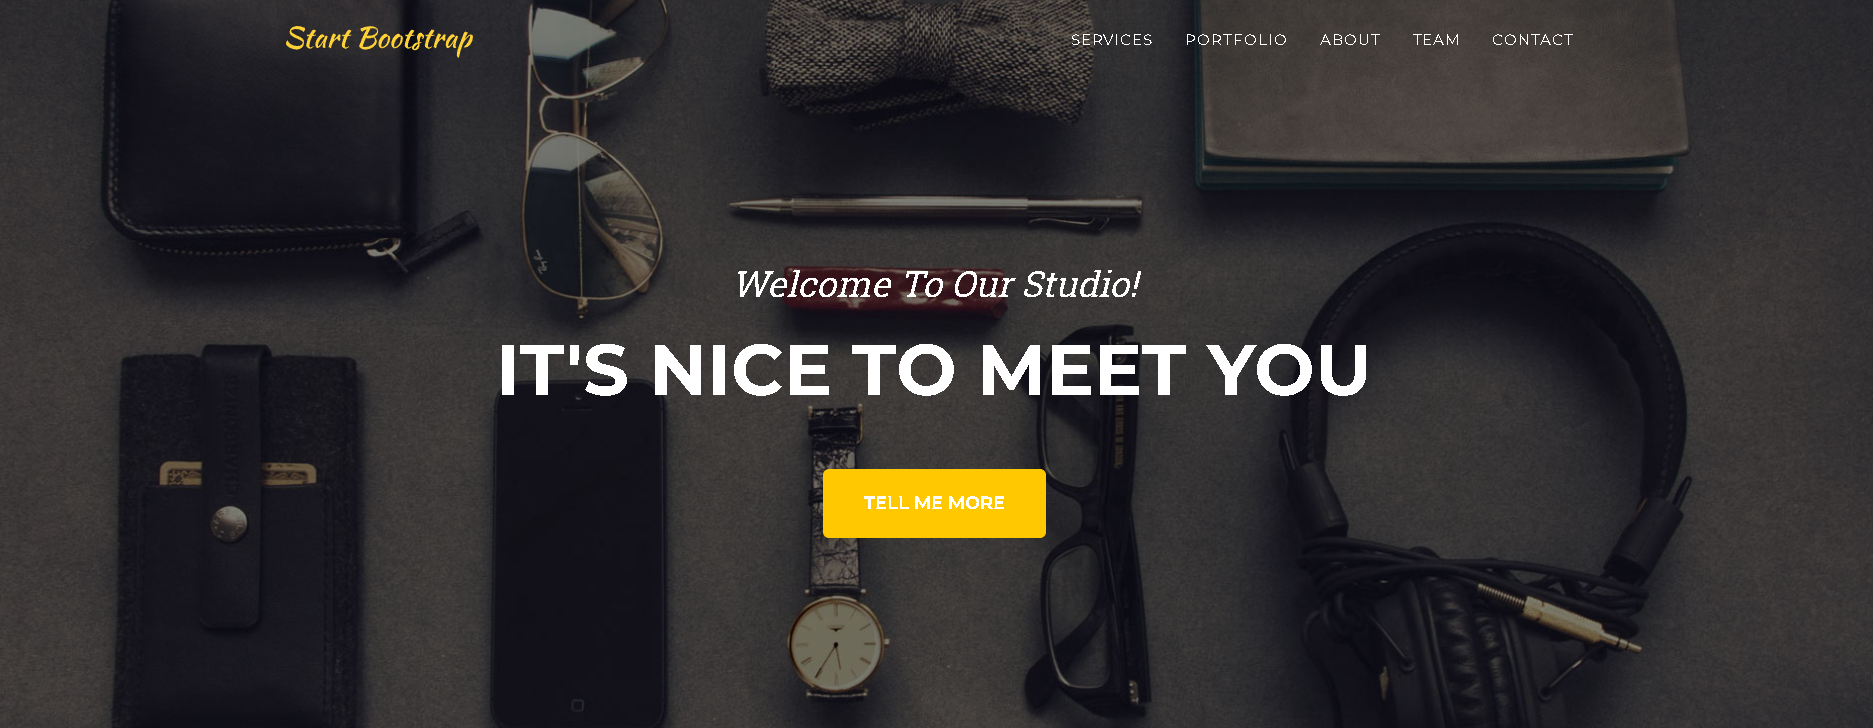 Start Bootstrap
SERVICES PORTFOLIO ABOUT TEAM CONTACT
Welcome To Our Studio!
IT'S NICE TO MEET YOU
TELL ME MORE